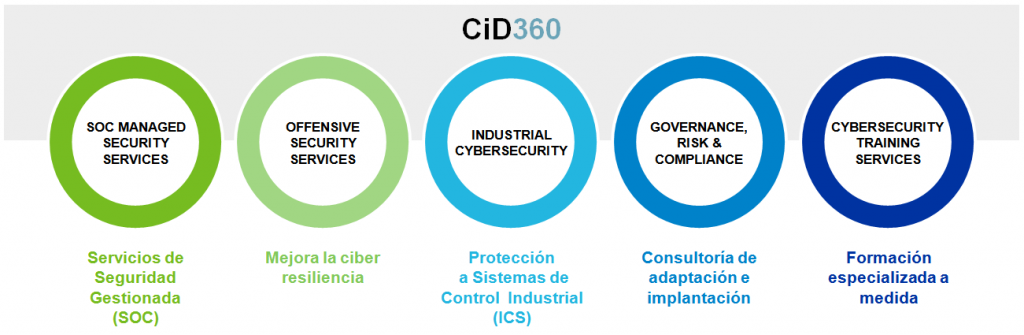 CiD360
SOC MANAGED
SECURITY
SERVICES
OFFENSIVE
SECURITY
SERVICES
INDUSTRIAL
CYBERSECURITY
GOVERNANCE,
RISK &
COMPLIANCE
CYBERSECURITY
TRAINING
SERVICES
Servicios de
Seguridad
Gestionada
(SOC)
Mejora la ciber
resiliencia
Protección
a Sistemas de
Control Industrial
(ICS)
Consultoría de
adaptación e
implantación
Formación
especializada a
medida